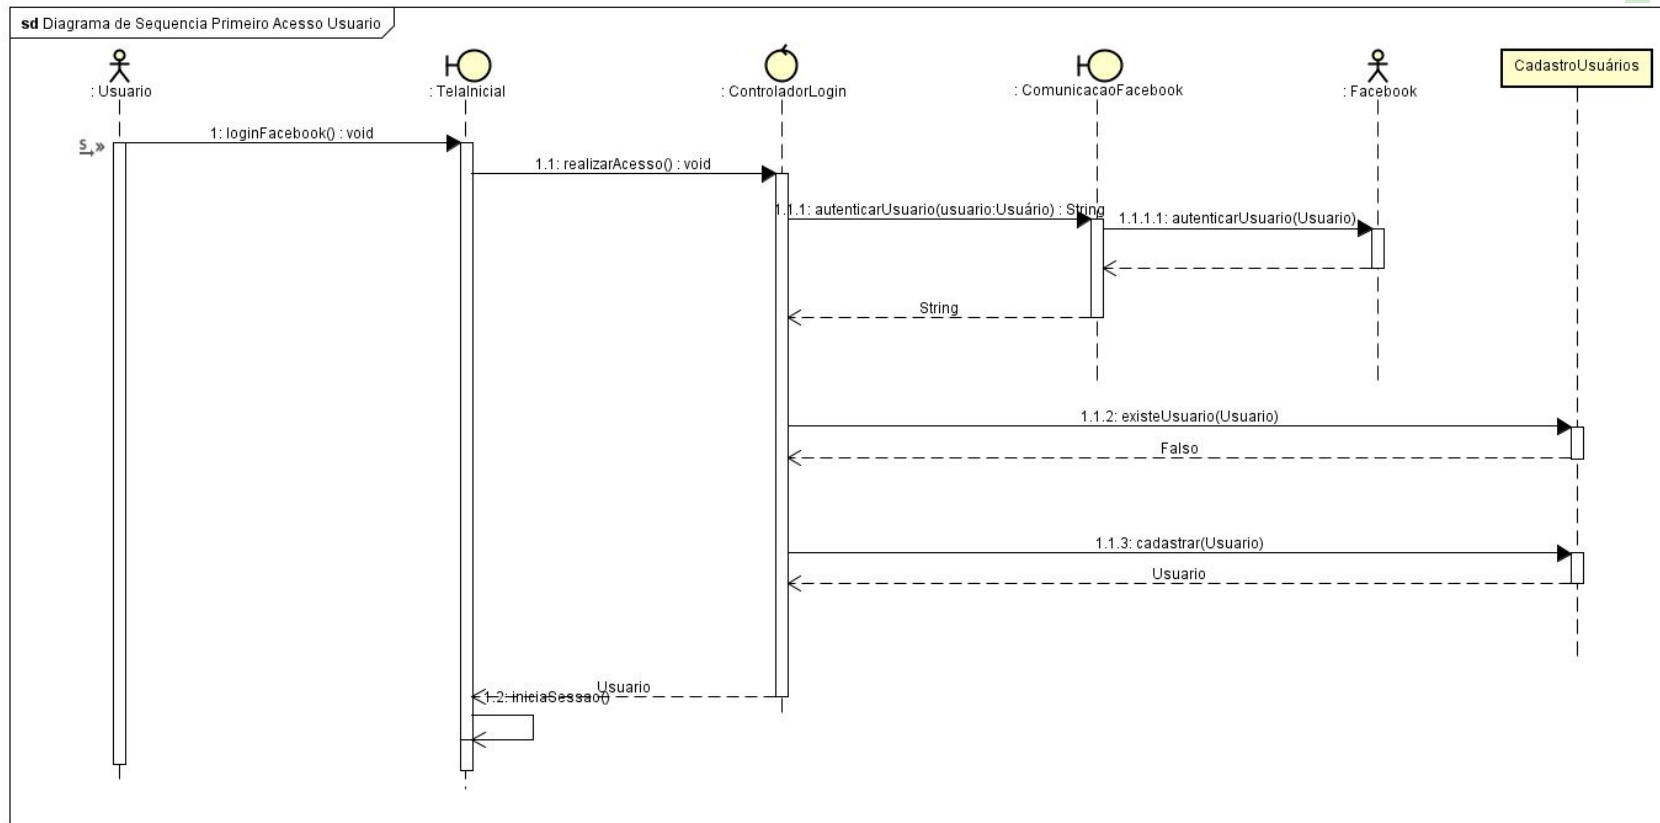 sd Diagrama de Sequencia Primeiro Acesso Usuario
: Usuario
: TelaInicial
: ControladorLogin
: ComunicacaoFacebook
: Facebook
CadastroUsuários
S
1: loginFacebook() : void
1.1: realizarAcesso() : void
1.1.1: autenticarUsuario(usuario:Usuário) : String
1.1.1.1: autenticarUsuario(Usuario)
String
1.1.2: existeUsuario(Usuario)
Falso
1.1.3: cadastrar(Usuario)
Usuario
Usuario
1.2: iniciaSessao()